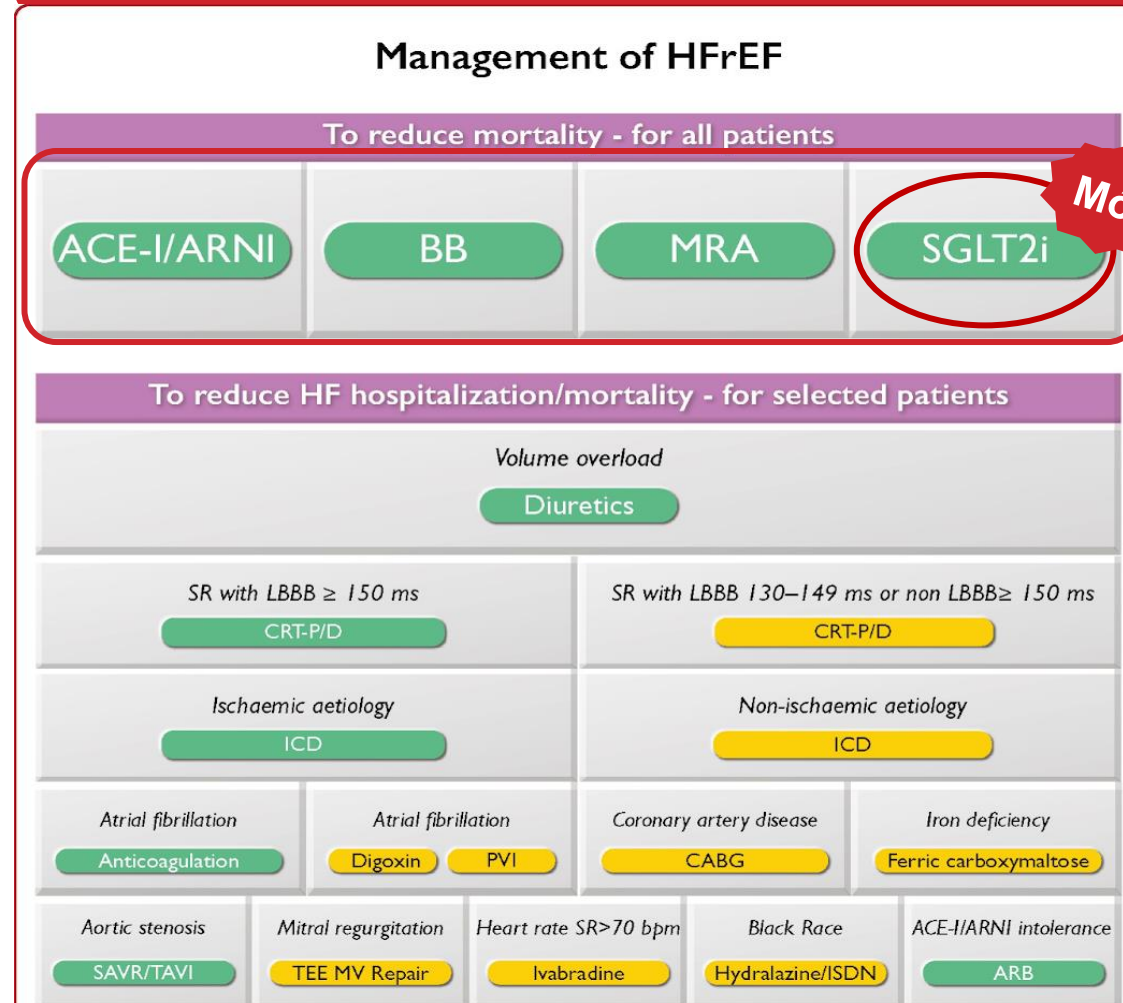 Management of HFrEF
To reduce mortality - for all patients
ACE-I/ARNI BB MRA SGLT2i
To reduce HF hospitalization/mortality - for selected patients
Volume overload
Diuretics
SR with LBBB ≥ 150 ms SR with LBBB 130–149 ms or non LBBB≥ 150 ms
CRT-P/D CRT-P/D
Ischaemic aetiology Non-ischaemic aetiology
ICD ICD
Atrial fibrillation Atrial fibrillation Coronary artery disease Iron deficiency
Anticoagulation Digoxin PVI CABG Ferric carboxymaltose
Aortic stenosis Mitral regurgitation Heart rate SR>70 bpm Black Race ACE-I/ARNI intolerance
SAVR/TAVI TEE MV Repair Ivabradine Hydralazine/ISDN ARB